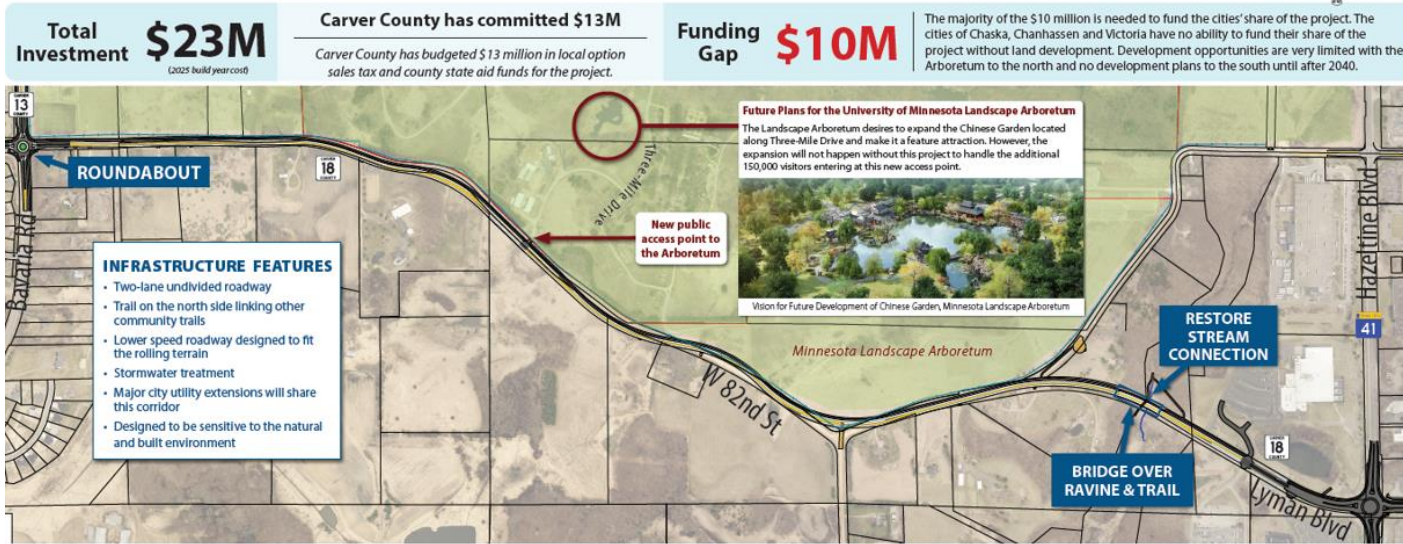 Total
Investment
$23M
(2025 build year cost)
Carver County has committed $13M
Carver County has budgeted $13 million in local option
sales tax and county state aid funds for the project.
Funding
Gap
$10M
The majority of the $10 million is needed to fund the cities' share of the project. The
cities of Chaska, Chanhassen and Victoria have no ability to fund their share of the
project without land development. Development opportunities are very limited with the
Arboretum to the north and no development plans to the south until after 2040.
CARVER
13
COUNTY
ROUNDABOUT
Bavaria Rd
CARVER
18
COUNTY
Three-Mile Drive
New public
access point to
the Arboretum
Future Plans for the University of Minnesota Landscape Arboretum
The Landscape Arboretum desires to expand the Chinese Garden located
along Three-Mile Drive and make it a feature attraction. However, the
expansion will not happen without this project to handle the additional
150,000 visitors entering at this new access point.
Vision for Future Development of Chinese Garden, Minnesota Landscape Arboretum
INFRASTRUCTURE FEATURES
• Two-lane undivided roadway
• Trail on the north side linking other
community trails
• Lower speed roadway designed to fit
the rolling terrain
• Stormwater treatment
• Major city utility extensions will share
this corridor
• Designed to be sensitive to the natural
and built environment
Minnesota Landscape Arboretum
W 82nd St
Hazeltine Blvd
41
RESTORE
STREAM
CONNECTION
BRIDGE OVER
RAVINE & TRAIL
CARVER
18
COUNTY
Lyman Blvd